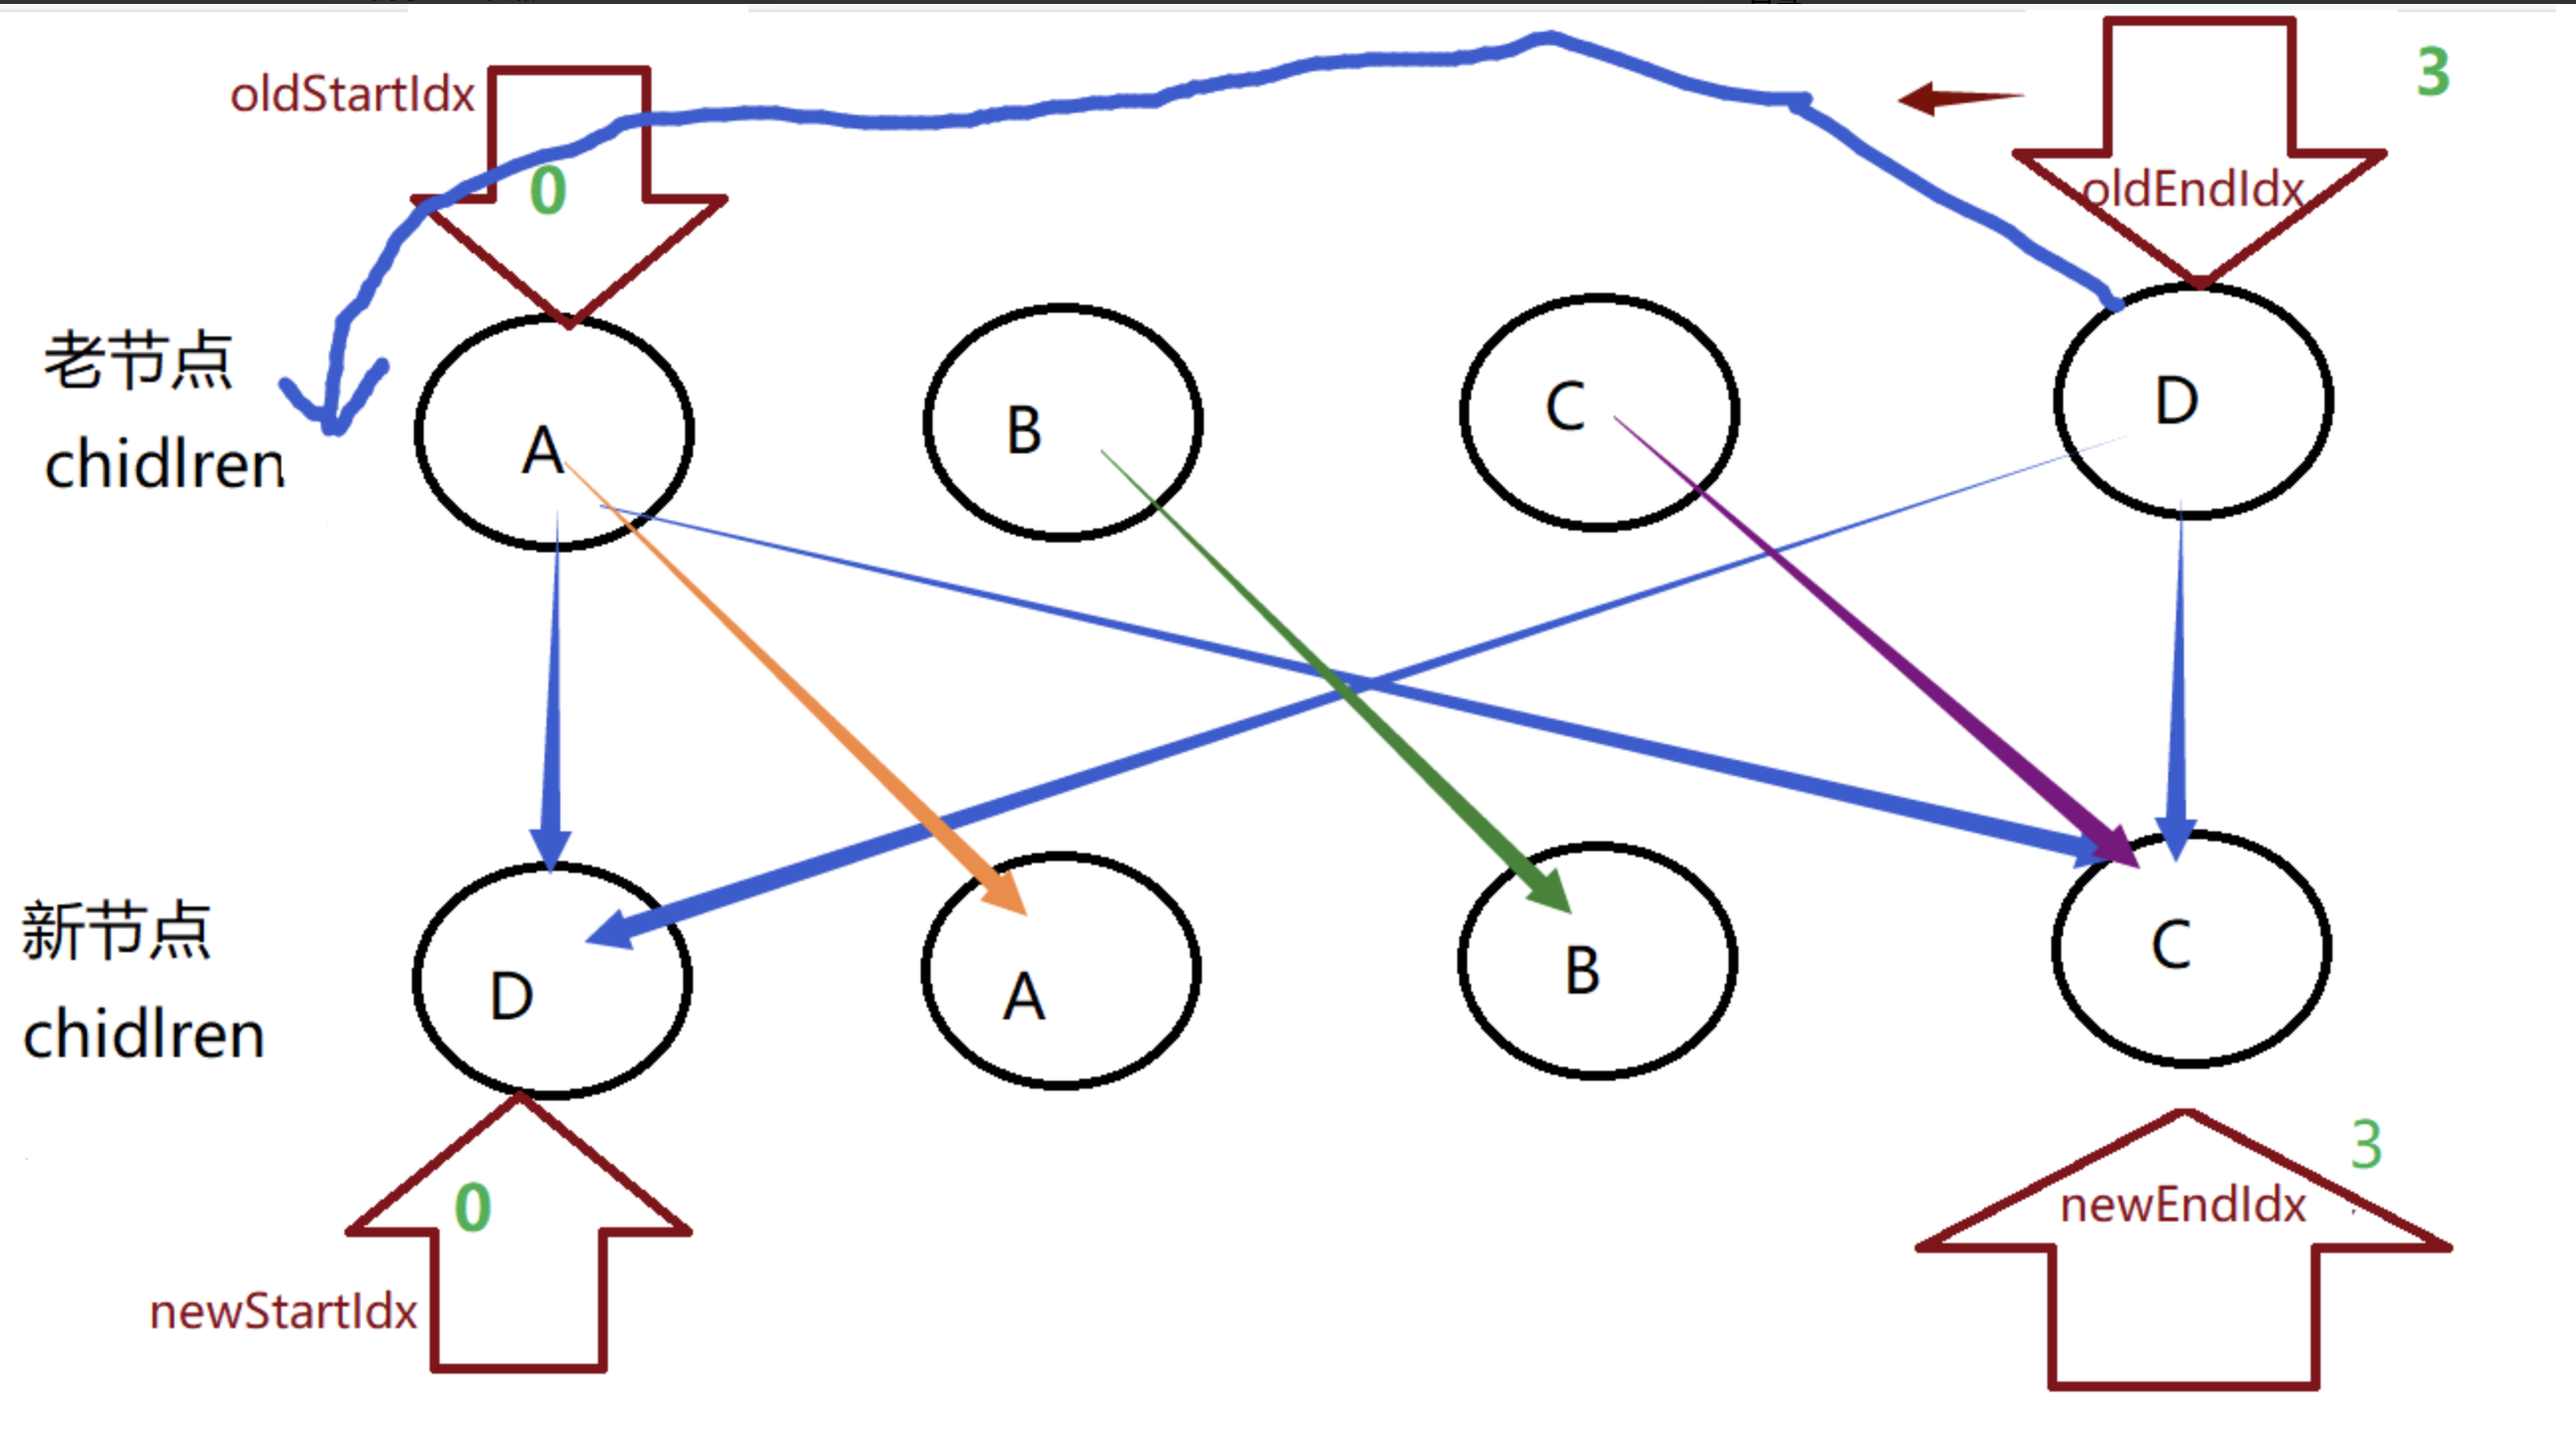 oldStartIdx
3
0
oldEndIdx
老节点
chidlren
A
B
C
D
新节点
chidlren
D
A
B
C
0
3
newEndIdx
newStartIdx